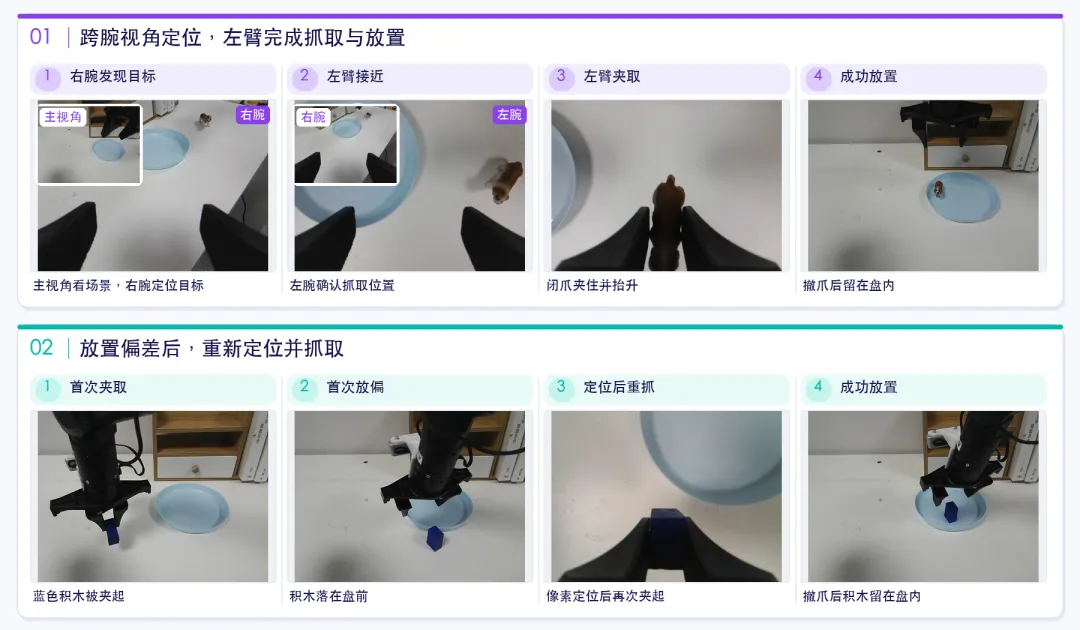 01 跨腕视角定位，左臂完成抓取与放置
1 右腕发现目标
主视角
右腕
主视角看场景，右腕定位目标
2 左臂接近
右腕
左腕
左腕确认抓取位置
3 左臂夹取
闭爪夹住并抬升
4 成功放置
撤爪后留在盘内
02 放置偏差后，重新定位并抓取
1 首次夹取
蓝色积木被夹起
2 首次放偏
积木落在盘前
3 定位后重抓
像素定位后再次夹起
4 成功放置
撤爪后积木留在盘内